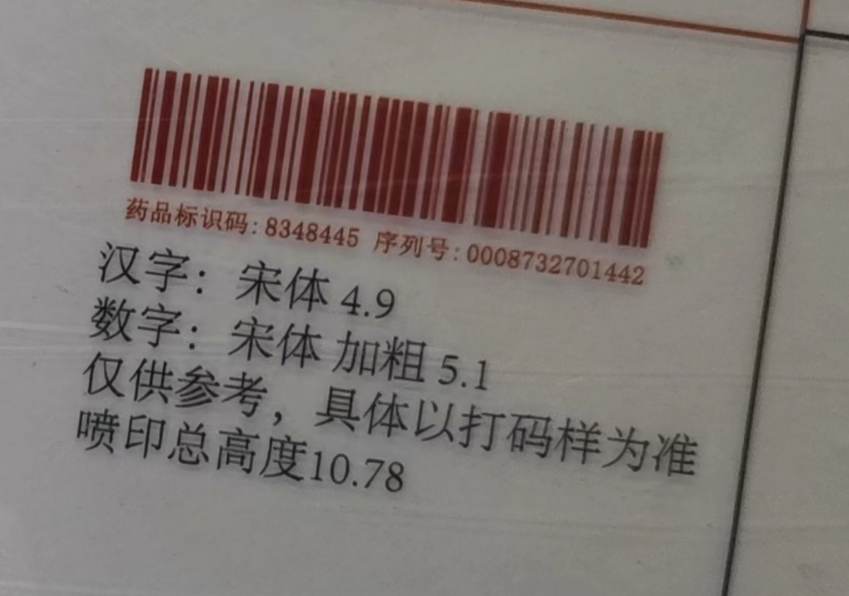 药品标识码：8348445 序列号：0008732701442
汉字：宋体 4.9
数字：宋体 加粗 5.1
仅供参考，具体以打码样为准
喷印总高度10.78